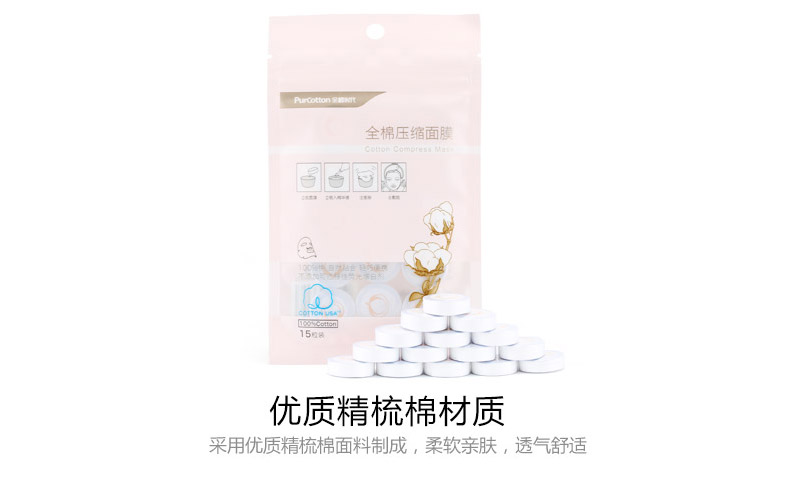 PurCotton 全棉时代
全棉压缩面膜
Cotton Compress Mask
COTTON USA
100%Cotton
15粒装
优质精梳棉材质
采用优质精梳棉面料制成，柔软亲肤，透气舒适